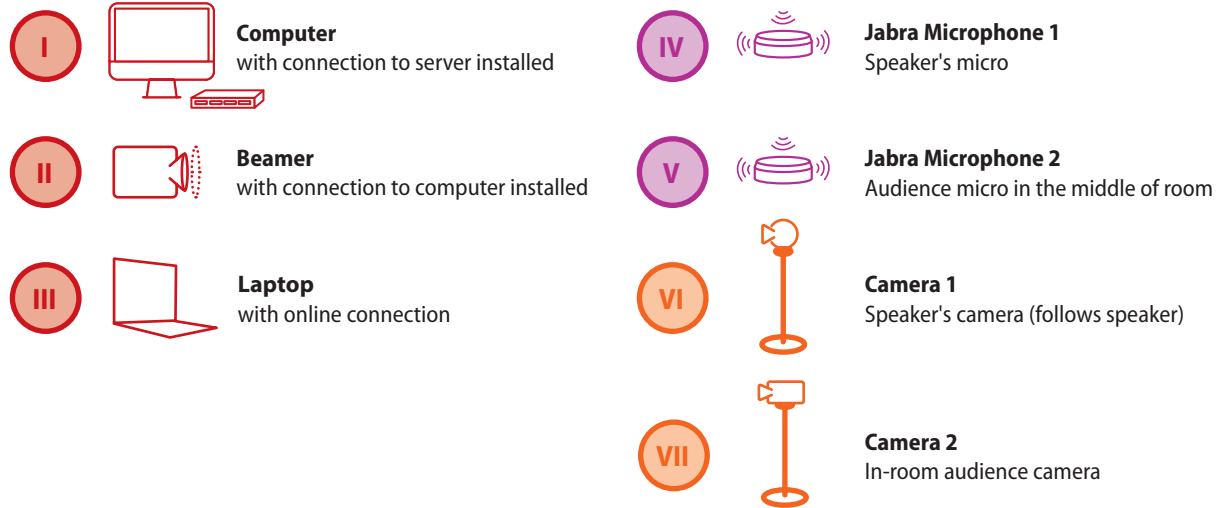 I
Computer
with connection to server installed
II
Beamer
with connection to computer installed
III
Laptop
with online connection
IV
Jabra Microphone 1
Speaker's micro
V
Jabra Microphone 2
Audience micro in the middle of room
VI
Camera 1
Speaker's camera (follows speaker)
VII
Camera 2
In-room audience camera